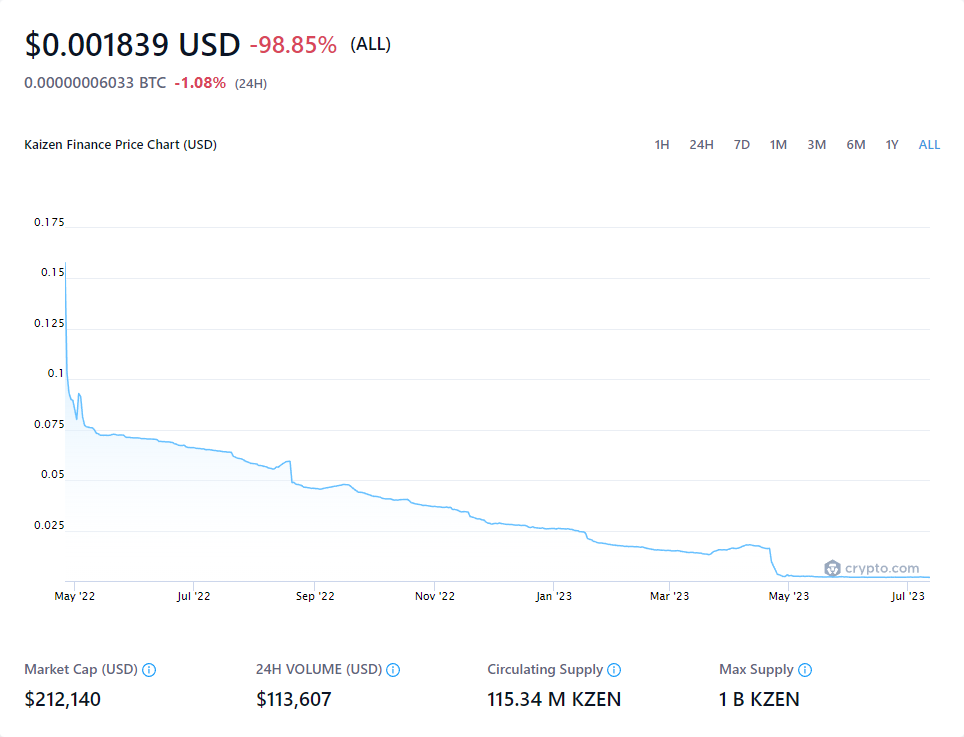 $0.001839 USD -98.85% (ALL)
0.00000006033 BTC -1.08% (24H)
Kaizen Finance Price Chart (USD) 1H 24H 7D 1M 3M 6M 1Y ALL
0.175
0.15
0.125
0.1
0.075
0.05
0.025
crypto.com
May '22 Jul '22 Sep '22 Nov '22 Jan '23 Mar '23 May '23 Jul '23
Market Cap (USD) 24H VOLUME (USD) Circulating Supply Max Supply
$212,140 $113,607 115.34 M KZEN 1 B KZEN